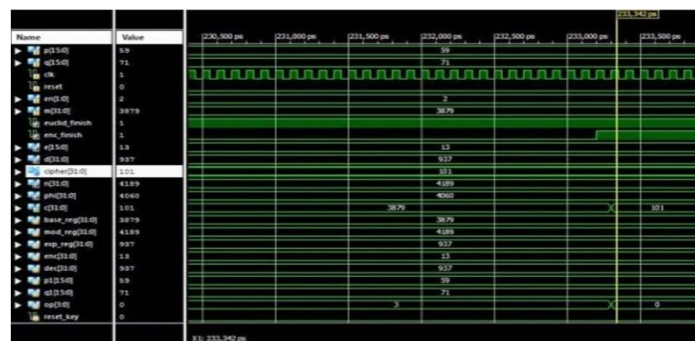 233,342 ps
Name Value 230,500 ps 231,000 ps 231,500 ps 232,000 ps 232,500 ps 233,000 ps 233,500 ps
p[15:0] 59 59
q[15:0] 71 71
clk 1
reset 0
en[1:0] 2 2
m[31:0] 3879 3879
euclid_finish 1
enc_finish 1
e[15:0] 13 13
d[31:0] 937 937
cipher[31:0] 101 101
n[31:0] 4189 4189
phi[31:0] 4060 4060
c[31:0] 101 3879 101
base_reg[31:0] 3879 3879
mod_reg[31:0] 4189 4189
exp_reg[31:0] 937 937
enc[31:0] 13 13
dec[31:0] 937 937
p1[15:0] 59 59
q1[15:0] 71 71
op[3:0] 0 3 0
reset_key 0
X1: 233,342 ps